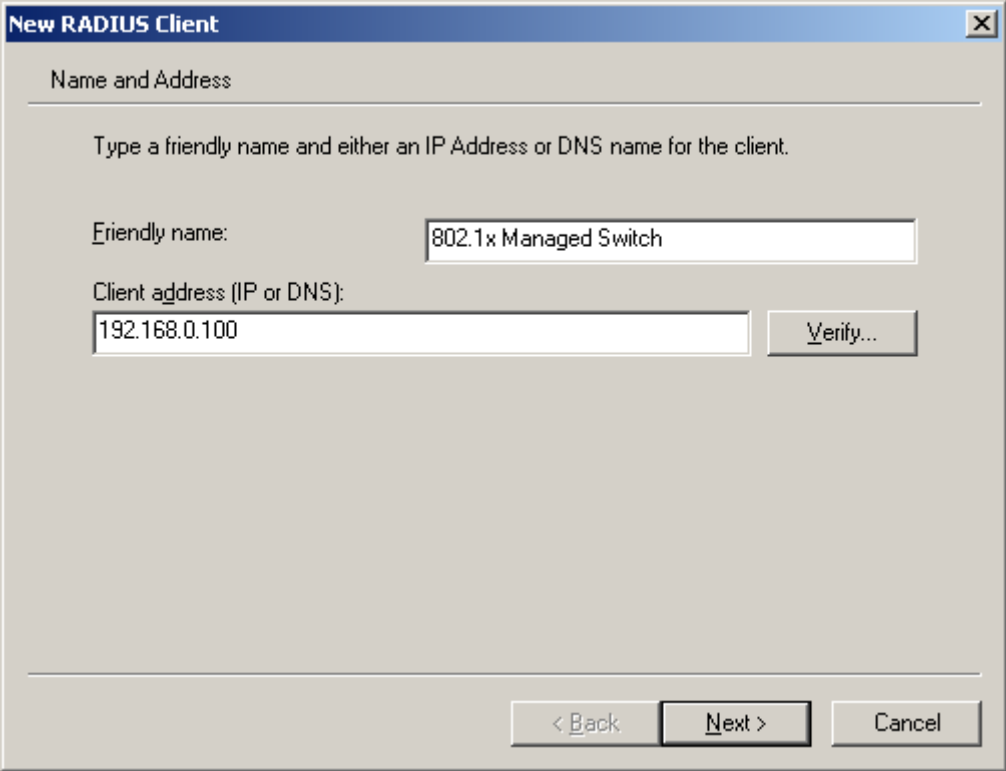 New RADIUS Client
Name and Address
Type a friendly name and either an IP Address or DNS name for the client.
Friendly name:
802.1x Managed Switch
Client address (IP or DNS):
192.168.0.100
Verify...
< Back
Next >
Cancel